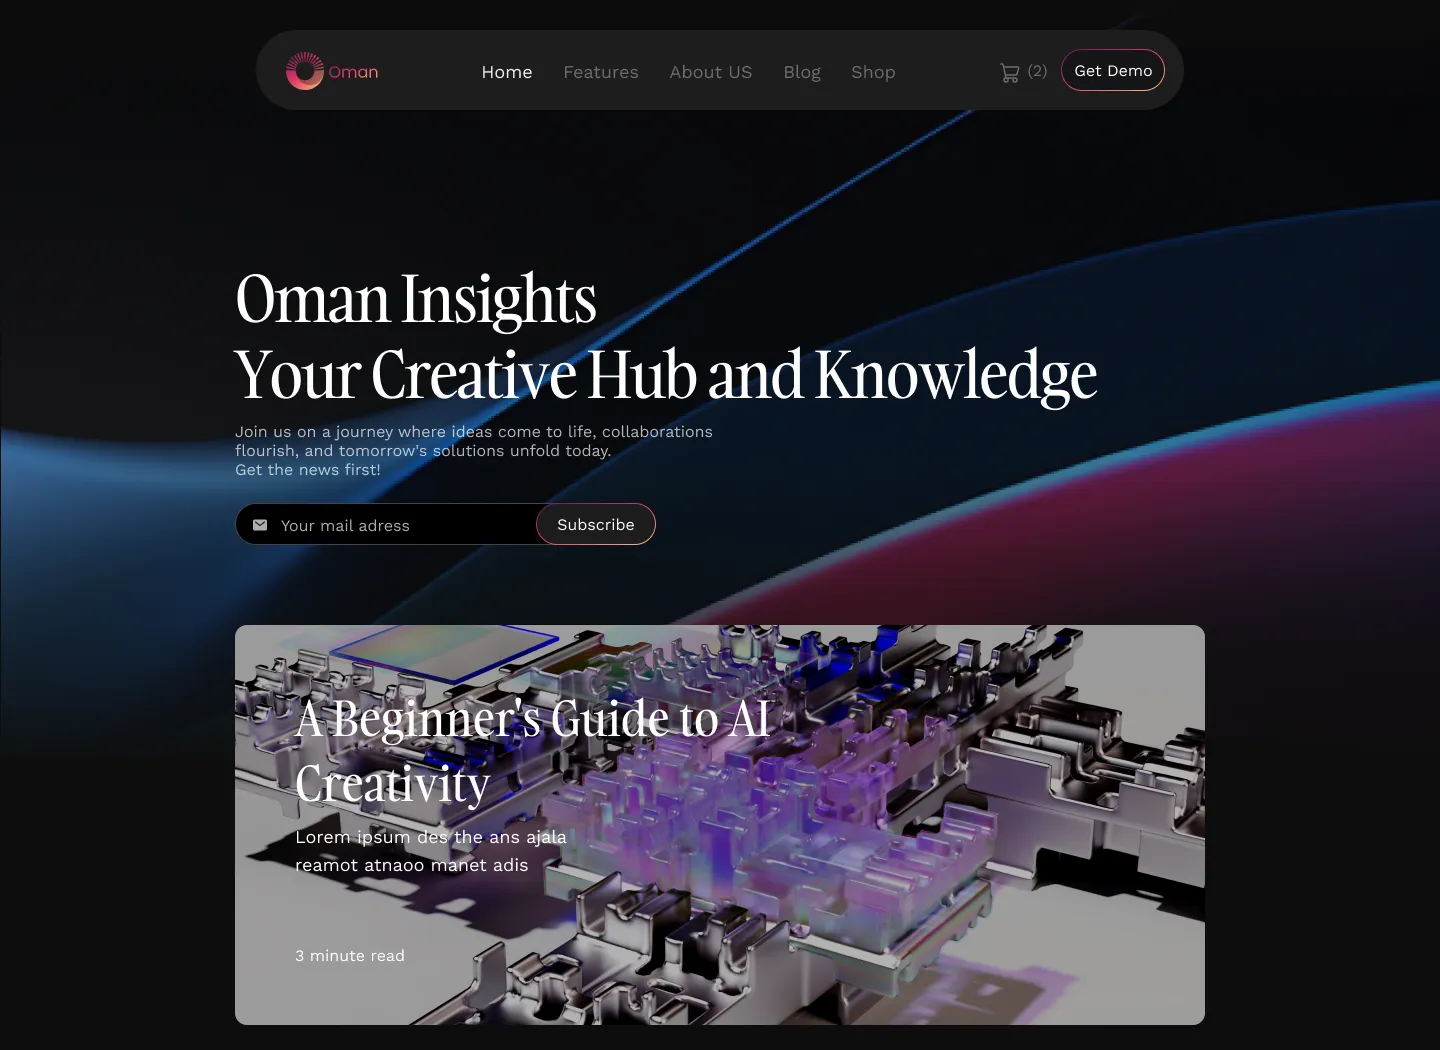 Oman
Home Features About US Blog Shop
(2)
Get Demo
Oman Insights
Your Creative Hub and Knowledge
Join us on a journey where ideas come to life, collaborations
flourish, and tomorrow's solutions unfold today.
Get the news first!
Your mail adress
Subscribe
A Beginner's Guide to AI
Creativity
Lorem ipsum des the ans ajala
reamot atnaoo manet adis
3 minute read